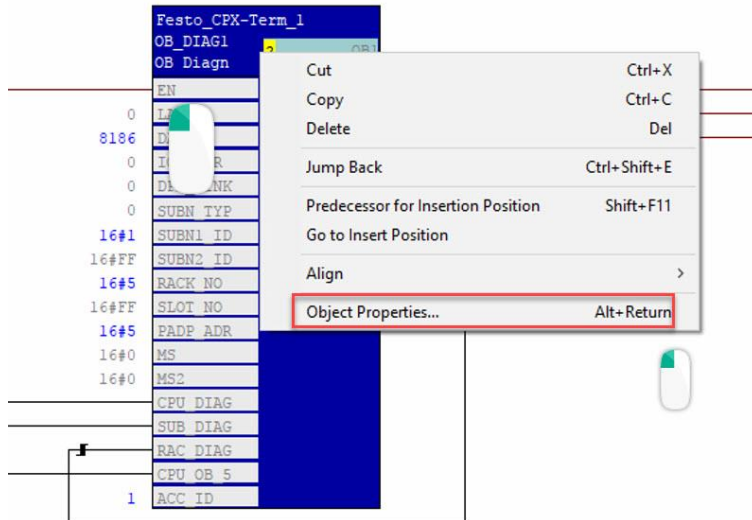 Festo_CPX-Term_1
OB_DIAG1
OB Diagn
2 OB1
Cut Ctrl+X
Copy Ctrl+C
Delete Del
Jump Back Ctrl+Shift+E
Predecessor for Insertion Position Shift+F11
Go to Insert Position
Align >
Object Properties... Alt+Return
EN
0
8186
0
0
0 SUBN_TYP
16#1 SUBN1_ID
16#FF SUBN2_ID
16#5 RACK_NO
16#FF SLOT_NO
16#5 PADP_ADR
16#0 MS
16#0 MS2
CPU_DIAG
SUB_DIAG
RAC_DIAG
CPU_OB_5
1 ACC_ID